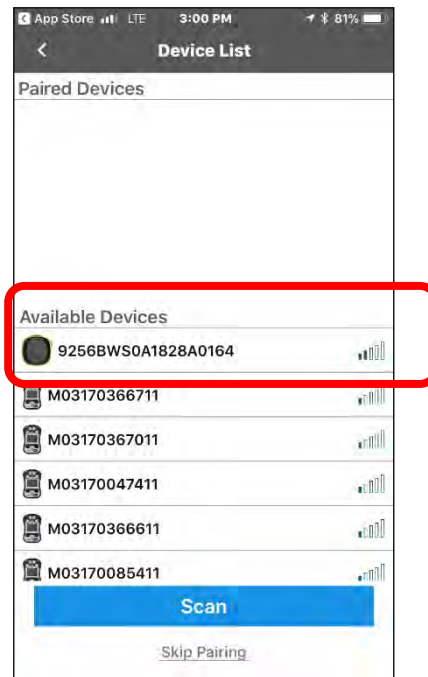 App Store LTE 3:00 PM 81%
Device List
Paired Devices
Available Devices
9256BWS0A1828A0164
M03170366711
M03170367011
M03170047411
M03170366611
M03170085411
Scan
Skip Pairing